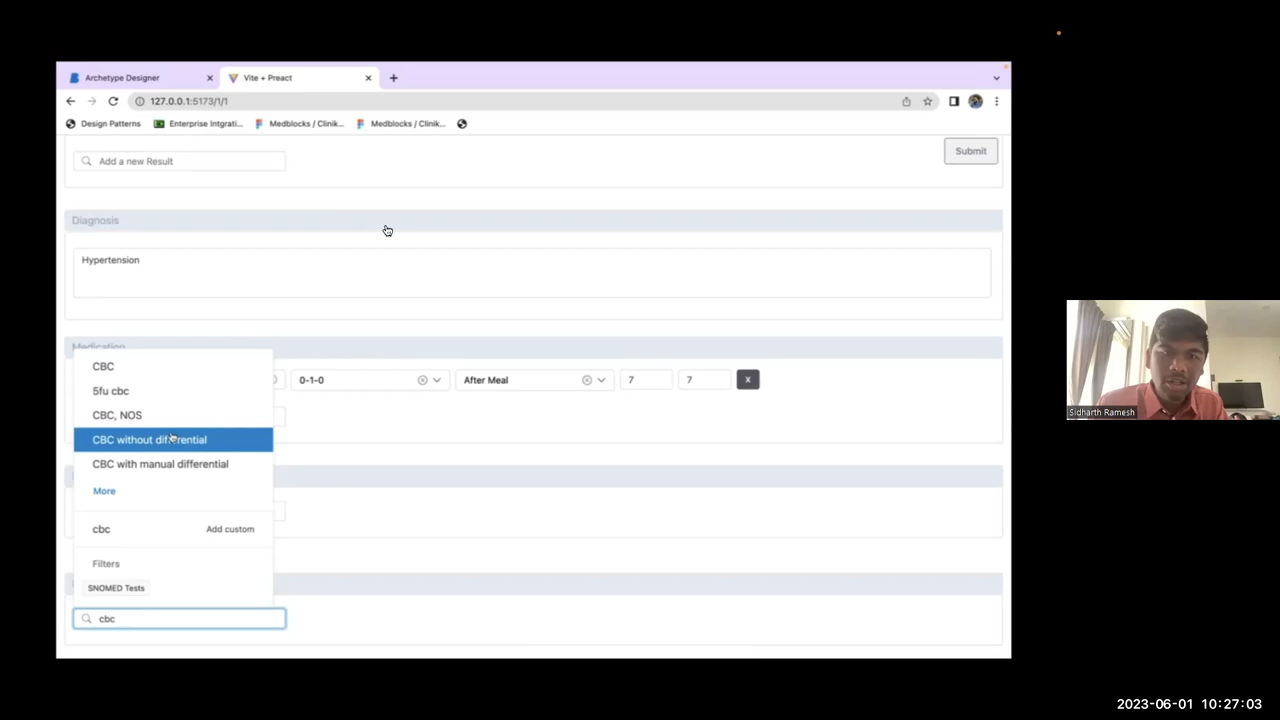 Archetype Designer
Vite + Preact
127.0.0.1:5173/1/1
Design Patterns
Enterprise Intgrati...
Medblocks / Clinik...
Medblocks / Clinik...
Add a new Result
Submit
Diagnosis
Hypertension
Medication
CBC
0-1-0
After Meal
7
7
X
5fu cbc
CBC, NOS
CBC without differential
CBC with manual differential
More
cbc
Add custom
Filters
SNOMED Tests
cbc
Sidharth Ramesh
2023-06-01 10:27:03